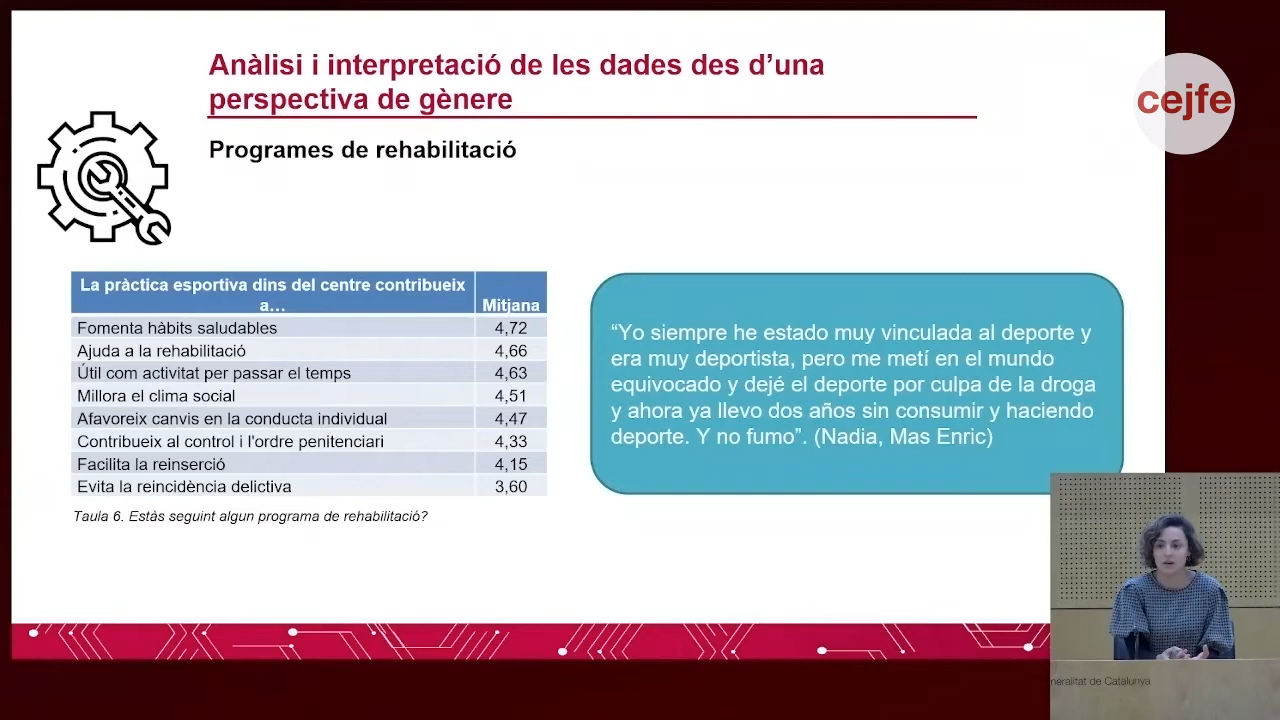 Anàlisi i interpretació de les dades des d’una
perspectiva de gènere
cejfe
Programes de rehabilitació
La pràctica esportiva dins del centre contribueix
a… Mitjana
Fomenta hàbits saludables 4,72
Ajuda a la rehabilitació 4,66
Útil com activitat per passar el temps 4,63
Millora el clima social 4,51
Afavoreix canvis en la conducta individual 4,47
Contribueix al control i l'ordre penitenciari 4,33
Facilita la reinserció 4,15
Evita la reincidència delictiva 3,60
Taula 6. Estàs seguint algun programa de rehabilitació?
“Yo siempre he estado muy vinculada al deporte y
era muy deportista, pero me metí en el mundo
equivocado y dejé el deporte por culpa de la droga
y ahora ya llevo dos años sin consumir y haciendo
deporte. Y no fumo”. (Nadia, Mas Enric)
neralitat de Catalunya